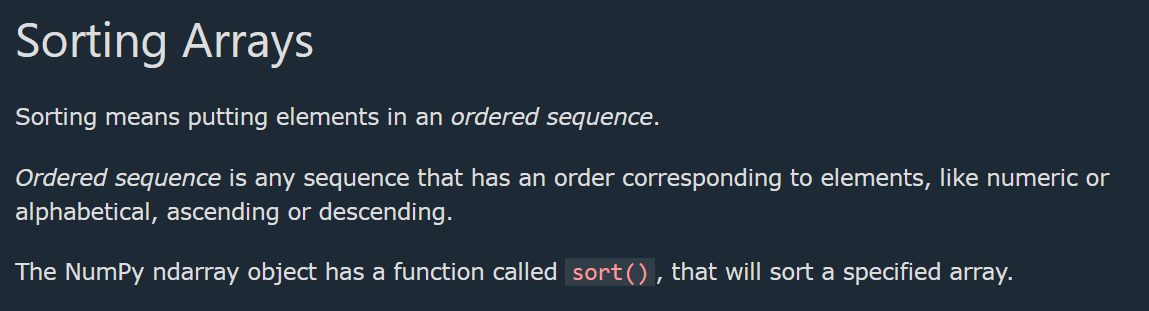 Sorting Arrays
Sorting means putting elements in an ordered sequence.
Ordered sequence is any sequence that has an order corresponding to elements, like numeric or
alphabetical, ascending or descending.
The NumPy ndarray object has a function called sort(), that will sort a specified array.